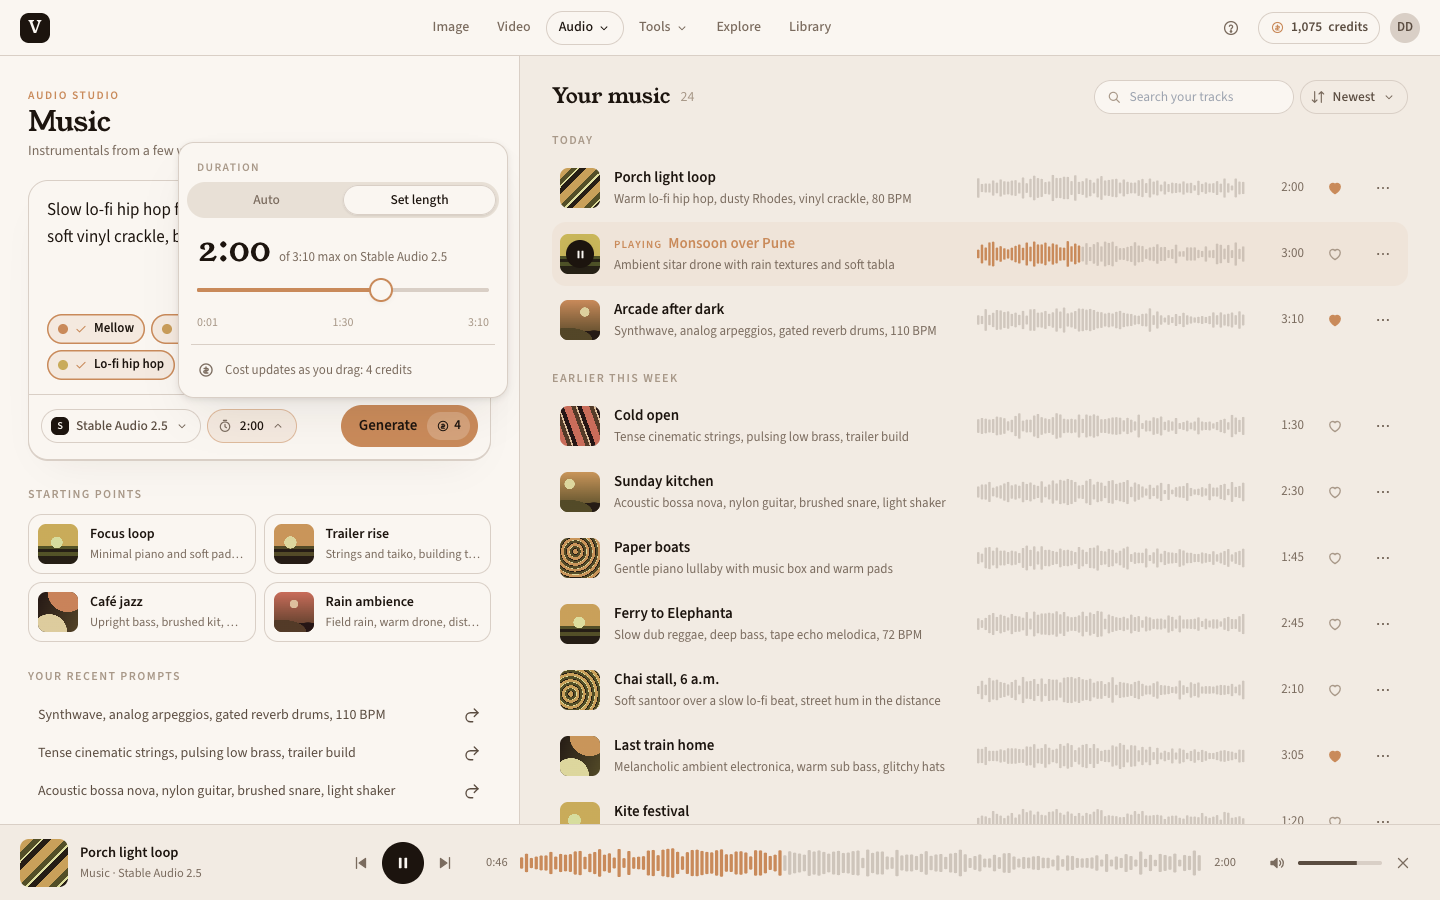 V
Image
Video
Audio
Tools
Explore
Library
1,075 credits
DD
AUDIO STUDIO
Music
Instrumentals from a few
Slow lo-fi hip hop
soft vinyl crackle,
Mellow
Lo-fi hip hop
DURATION
Auto
Set length
2:00 of 3:10 max on Stable Audio 2.5
0:01
1:30
3:10
Cost updates as you drag: 4 credits
S Stable Audio 2.5
2:00
Generate 4
STARTING POINTS
Focus loop
Minimal piano and soft pad…
Trailer rise
Strings and taiko, building t…
Café jazz
Upright bass, brushed kit, …
Rain ambience
Field rain, warm drone, dist…
YOUR RECENT PROMPTS
Synthwave, analog arpeggios, gated reverb drums, 110 BPM
Tense cinematic strings, pulsing low brass, trailer build
Acoustic bossa nova, nylon guitar, brushed snare, light shaker
Your music 24
Search your tracks
Newest
TODAY
Porch light loop
Warm lo-fi hip hop, dusty Rhodes, vinyl crackle, 80 BPM
2:00
PLAYING Monsoon over Pune
Ambient sitar drone with rain textures and soft tabla
3:00
Arcade after dark
Synthwave, analog arpeggios, gated reverb drums, 110 BPM
3:10
EARLIER THIS WEEK
Cold open
Tense cinematic strings, pulsing low brass, trailer build
1:30
Sunday kitchen
Acoustic bossa nova, nylon guitar, brushed snare, light shaker
2:30
Paper boats
Gentle piano lullaby with music box and warm pads
1:45
Ferry to Elephanta
Slow dub reggae, deep bass, tape echo melodica, 72 BPM
2:45
Chai stall, 6 a.m.
Soft santoor over a slow lo-fi beat, street hum in the distance
2:10
Last train home
Melancholic ambient electronica, warm sub bass, glitchy hats
3:05
Kite festival
1:20
Porch light loop
Music · Stable Audio 2.5
0:46
2:00